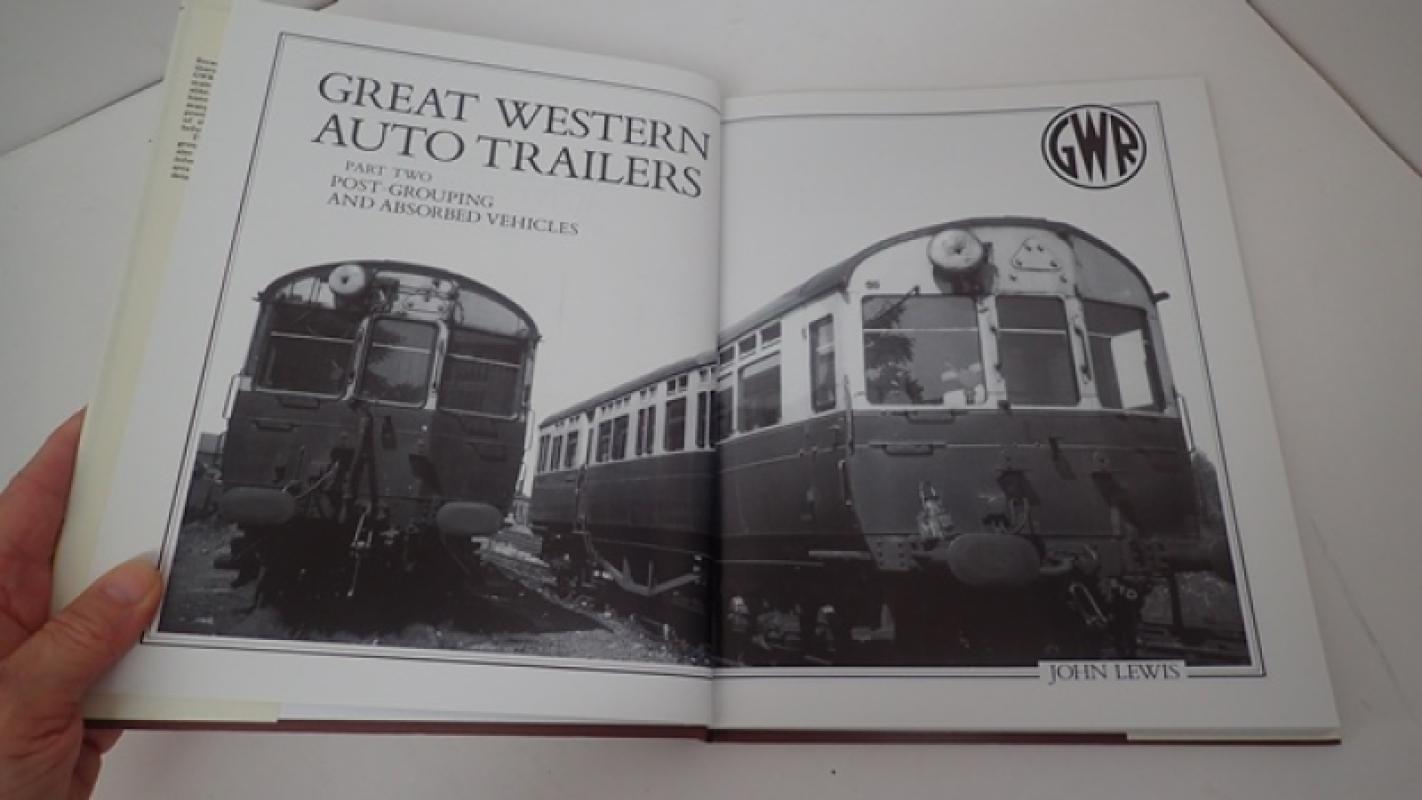 GREAT WESTERN
AUTO TRAILERS
PART TWO
POST-GROUPING
AND ABSORBED VEHICLES
GWR
JOHN LEWIS